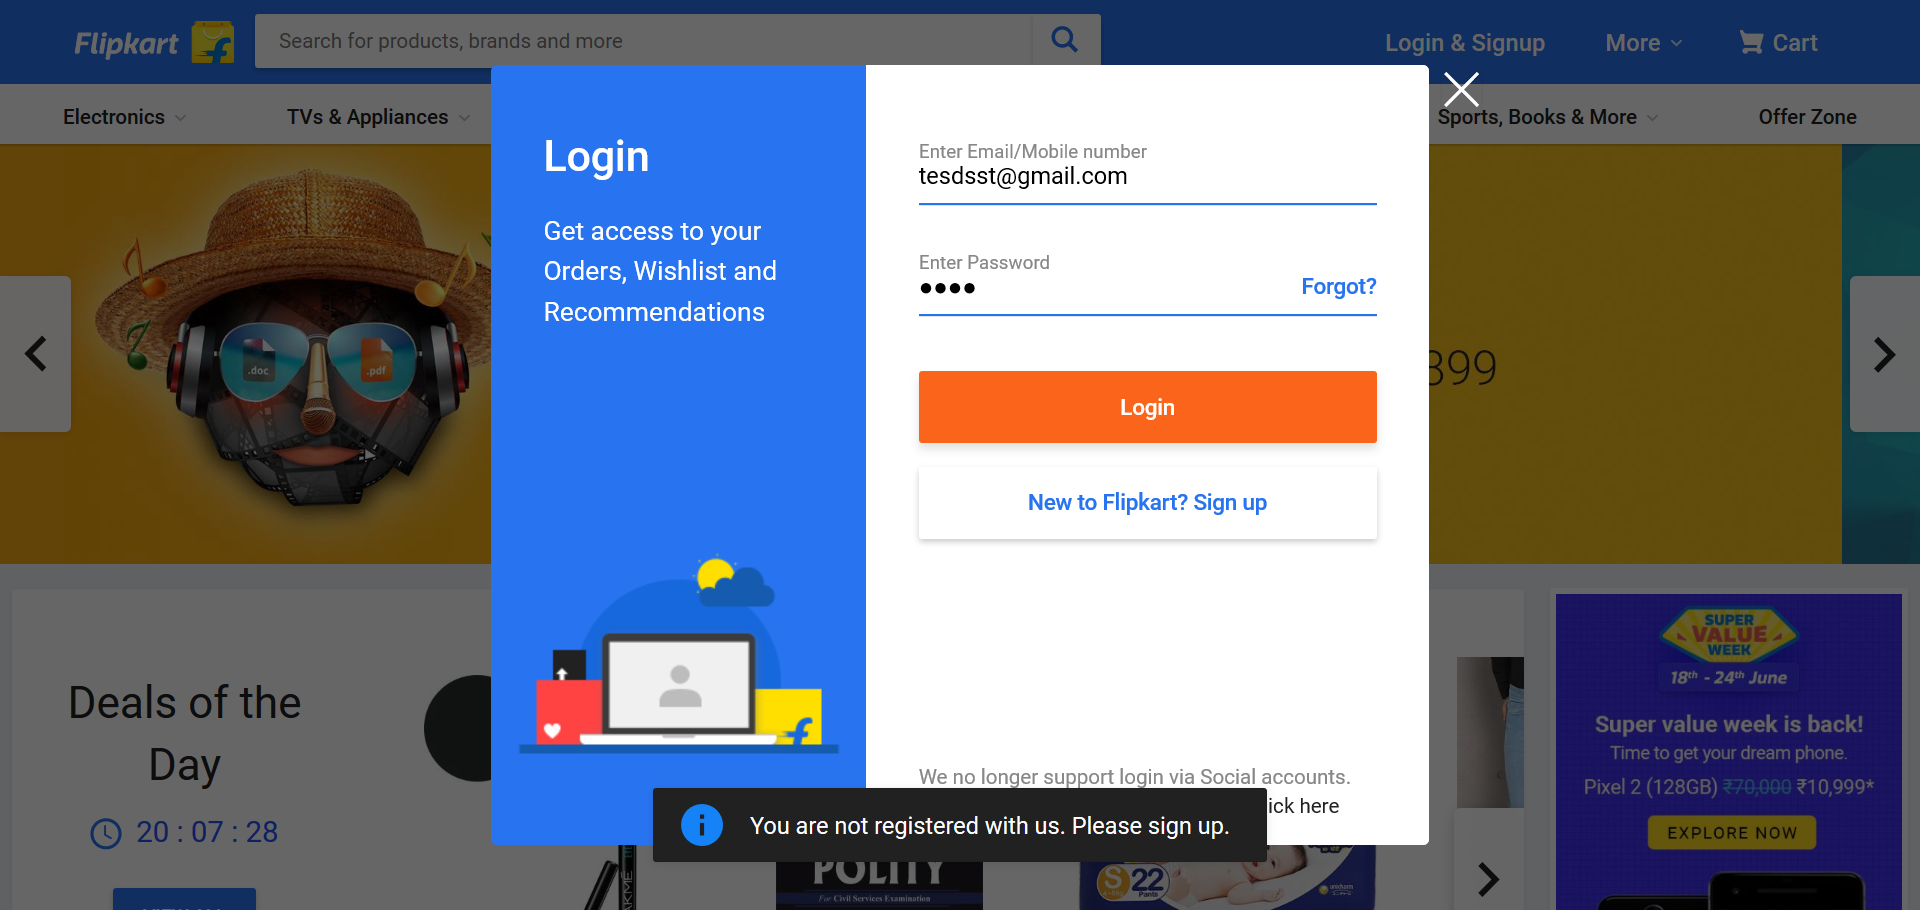 Flipkart
Search for products, brands and more
Login & Signup
More
Cart
Electronics
TVs & Appliances
Sports, Books & More
Offer Zone
Login
Get access to your
Orders, Wishlist and
Recommendations
Enter Email/Mobile number
tesdsst@gmail.com
Enter Password
Forgot?
Login
New to Flipkart? Sign up
We no longer support login via Social accounts.
ick here
You are not registered with us. Please sign up.
.doc
.pdf
899
Deals of the
Day
20 : 07 : 28
POLITY
For Civil Services Examination
S 22
Pants
unicharm
SUPER
VALUE
WEEK
18th - 24th June
Super value week is back!
Time to get your dream phone.
Pixel 2 (128GB) ₹70,000 ₹10,999*
EXPLORE NOW